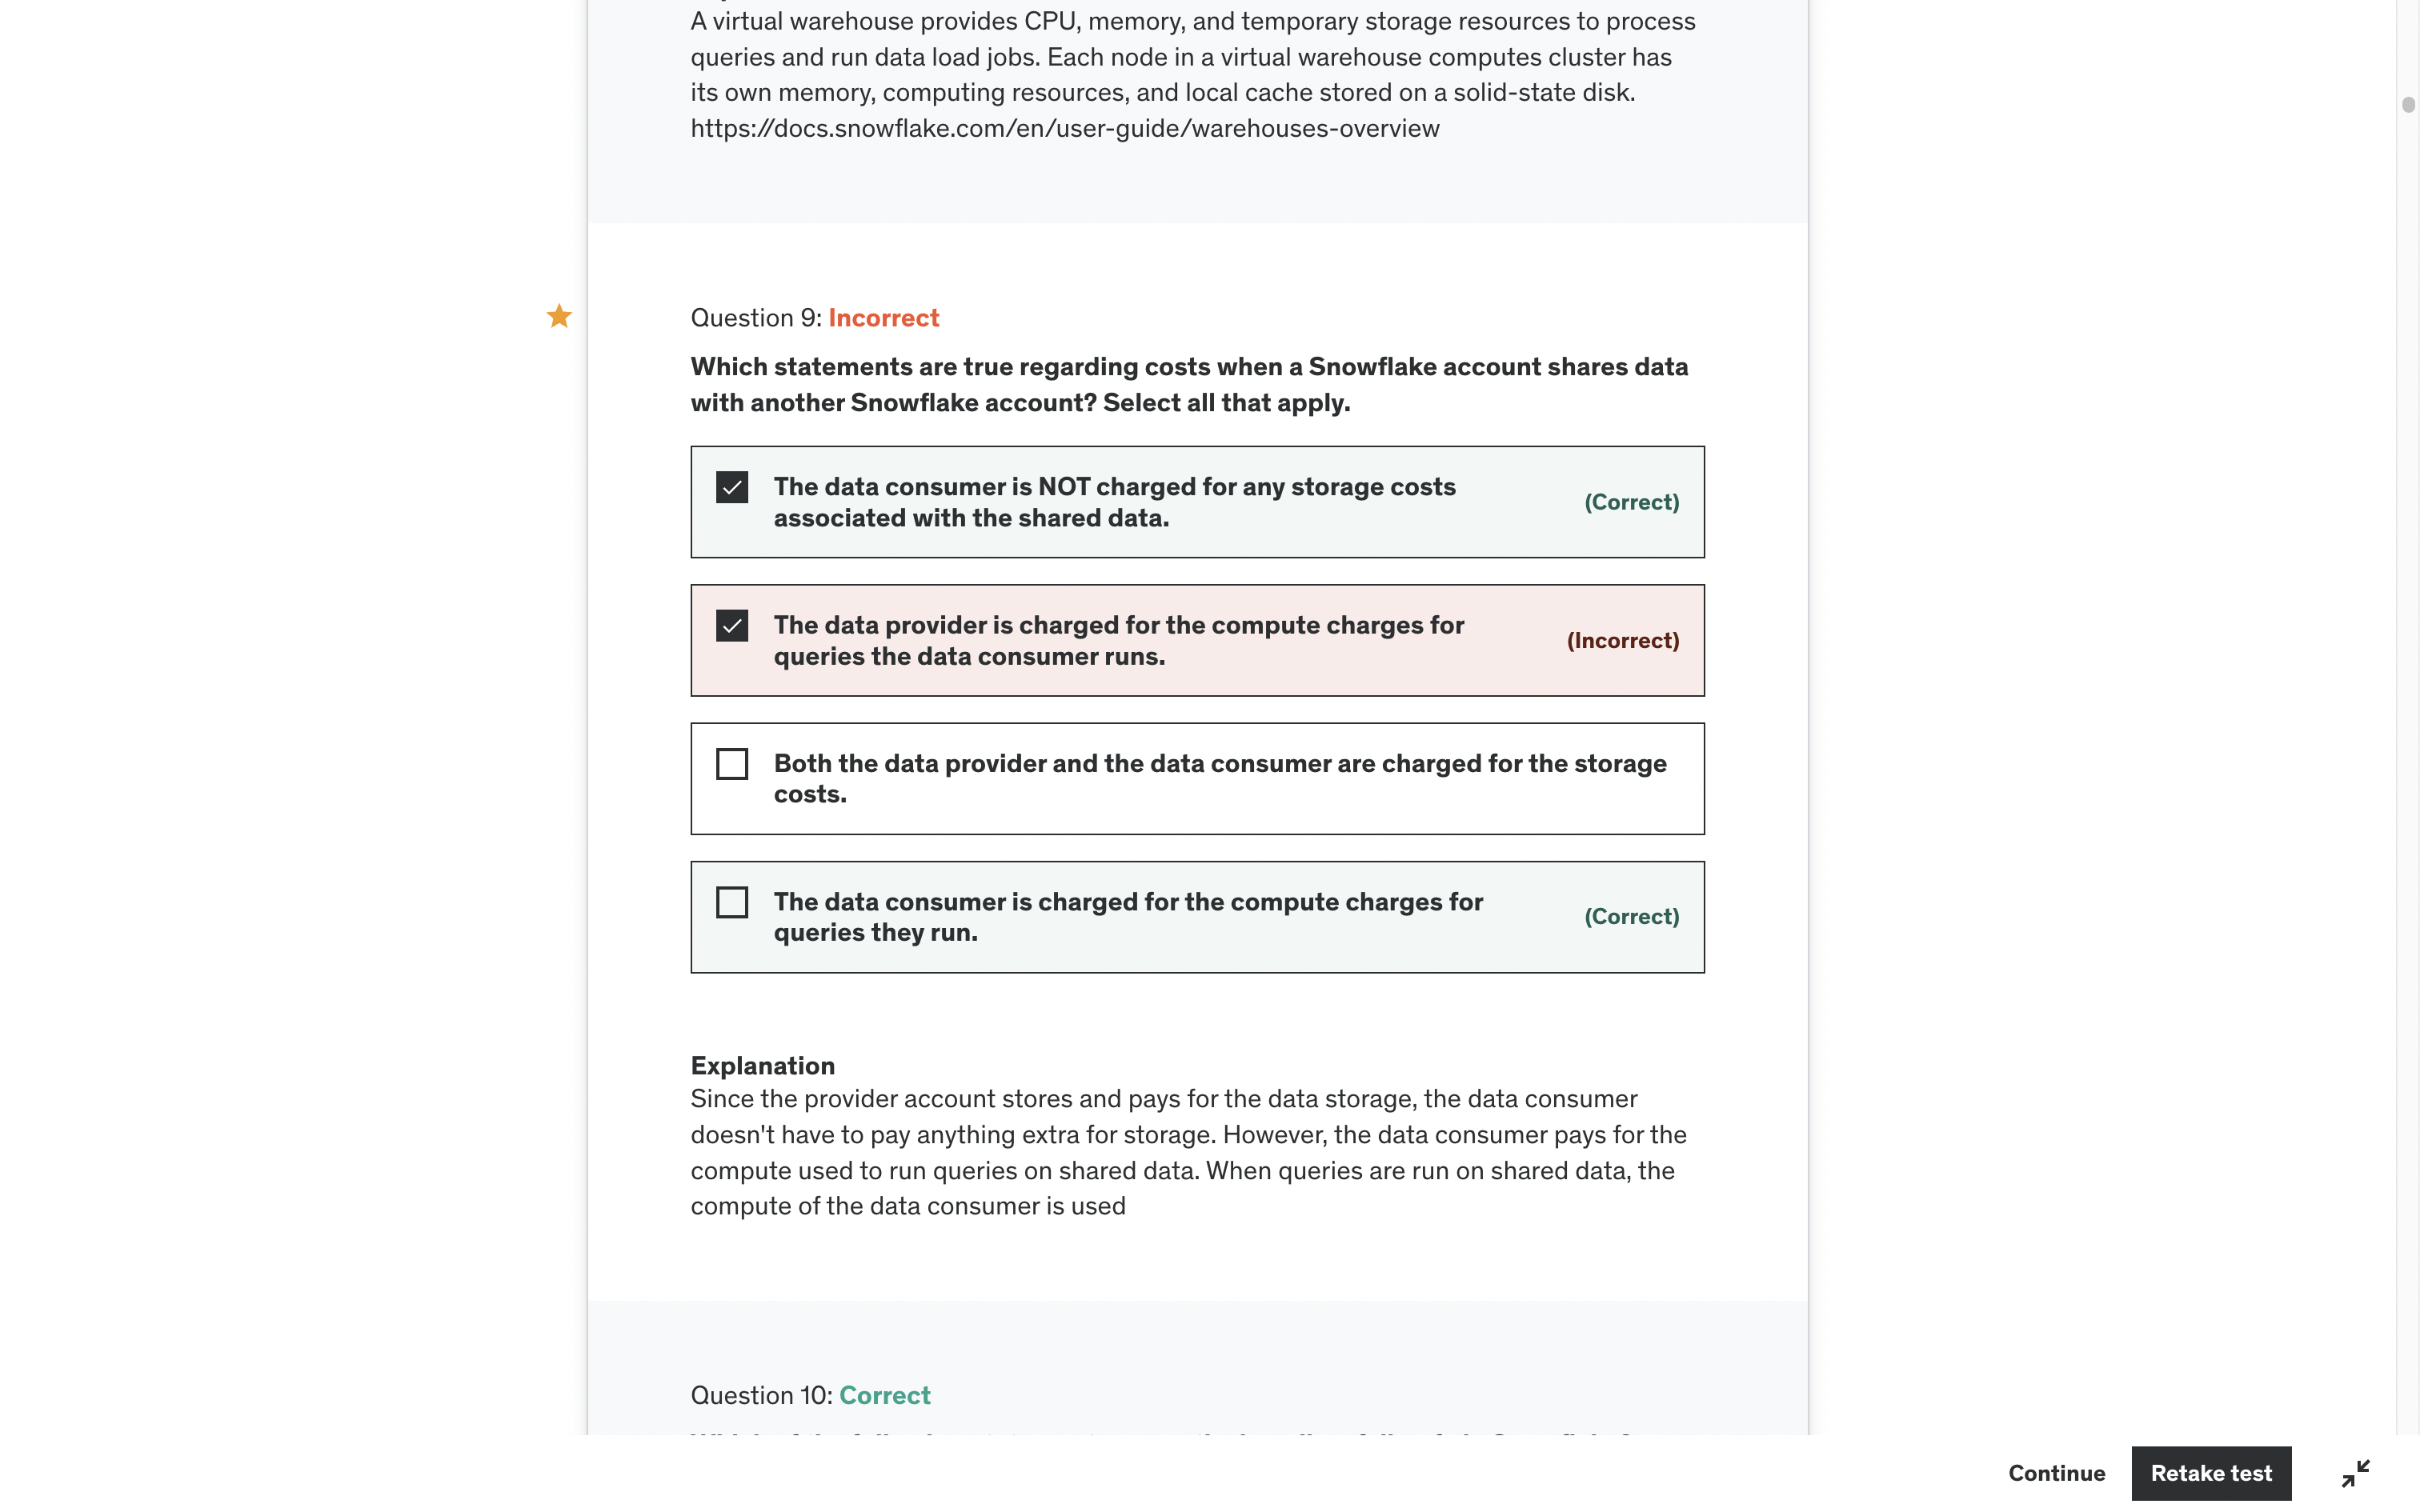 A virtual warehouse provides CPU, memory, and temporary storage resources to process
queries and run data load jobs. Each node in a virtual warehouse computes cluster has
its own memory, computing resources, and local cache stored on a solid-state disk.
https://docs.snowflake.com/en/user-guide/warehouses-overview
Question 9: Incorrect
Which statements are true regarding costs when a Snowflake account shares data
with another Snowflake account? Select all that apply.
The data consumer is NOT charged for any storage costs
associated with the shared data.
(Correct)
The data provider is charged for the compute charges for
queries the data consumer runs.
(Incorrect)
Both the data provider and the data consumer are charged for the storage
costs.
The data consumer is charged for the compute charges for
queries they run.
(Correct)
Explanation
Since the provider account stores and pays for the data storage, the data consumer
doesn't have to pay anything extra for storage. However, the data consumer pays for the
compute used to run queries on shared data. When queries are run on shared data, the
compute of the data consumer is used
Question 10: Correct
Continue
Retake test